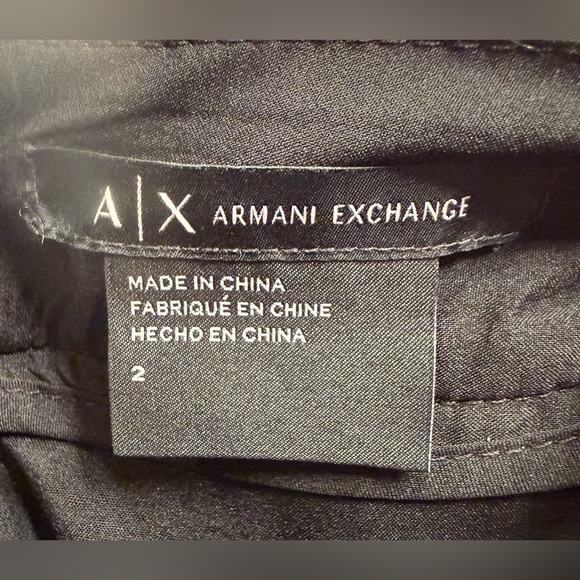 A|X ARMANI EXCHANGE
MADE IN CHINA
FABRIQUÉ EN CHINE
HECHO EN CHINA
2